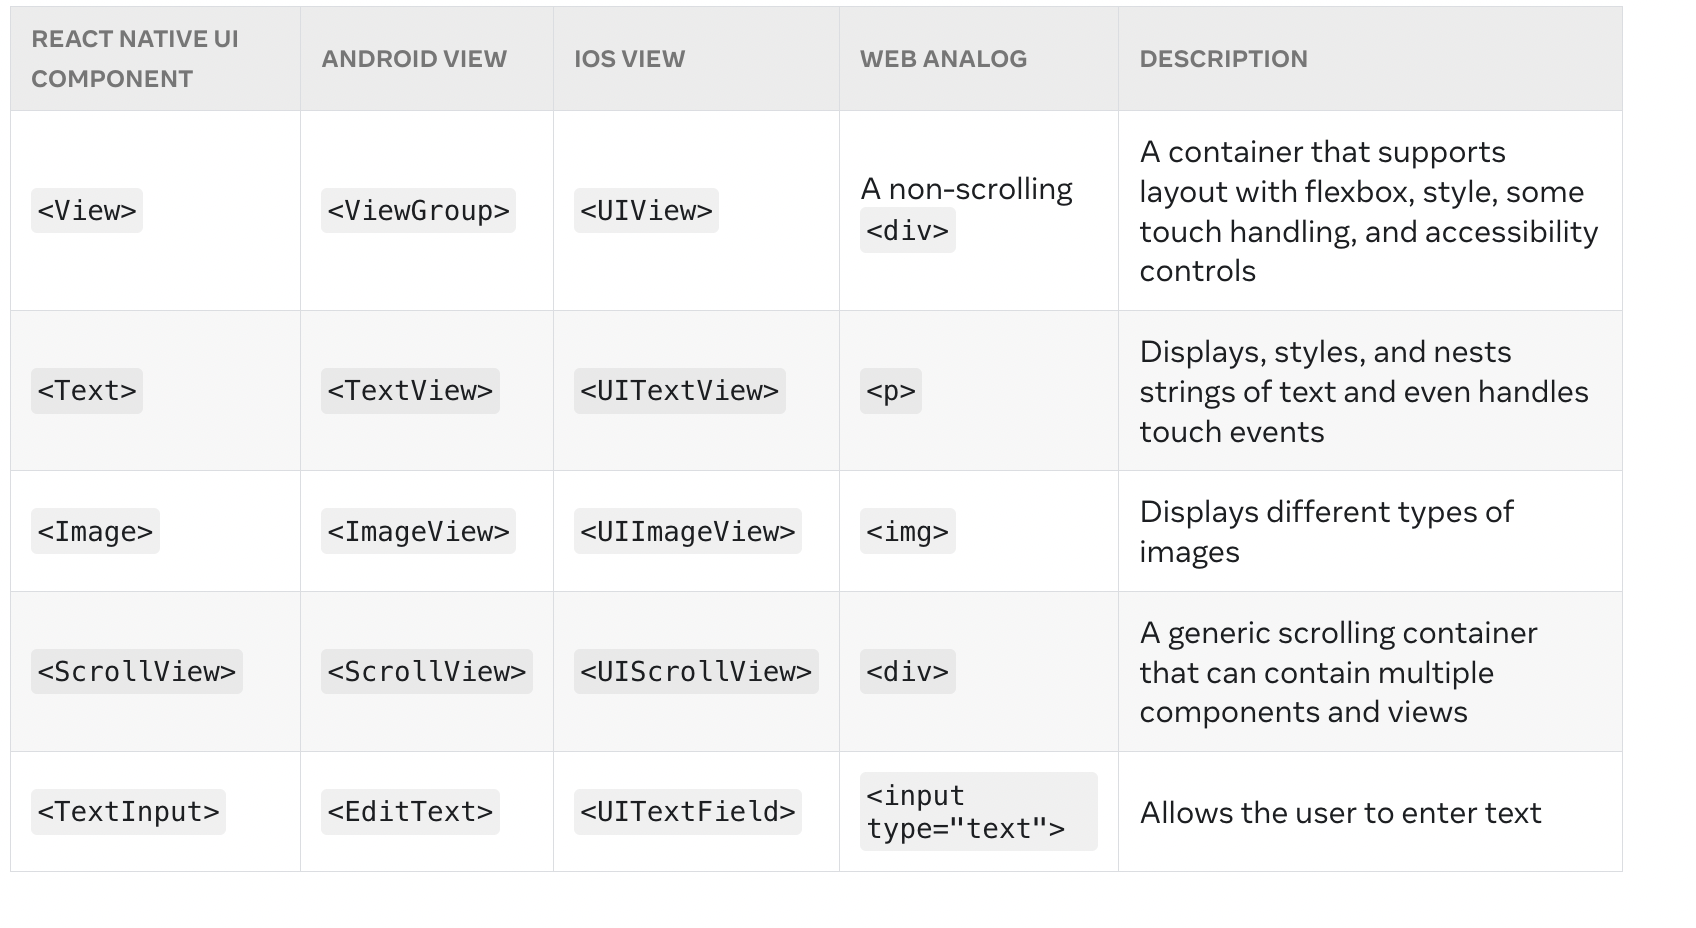 REACT NATIVE UI
COMPONENT
ANDROID VIEW
IOS VIEW
WEB ANALOG
DESCRIPTION
<View>
<ViewGroup>
<UIView>
A non-scrolling
<div>
A container that supports
layout with flexbox, style, some
touch handling, and accessibility
controls
<Text>
<TextView>
<UITextView>
<p>
Displays, styles, and nests
strings of text and even handles
touch events
<Image>
<ImageView>
<UIImageView>
<img>
Displays different types of
images
<ScrollView>
<ScrollView>
<UIScrollView>
<div>
A generic scrolling container
that can contain multiple
components and views
<TextInput>
<EditText>
<UITextField>
<input
type="text">
Allows the user to enter text